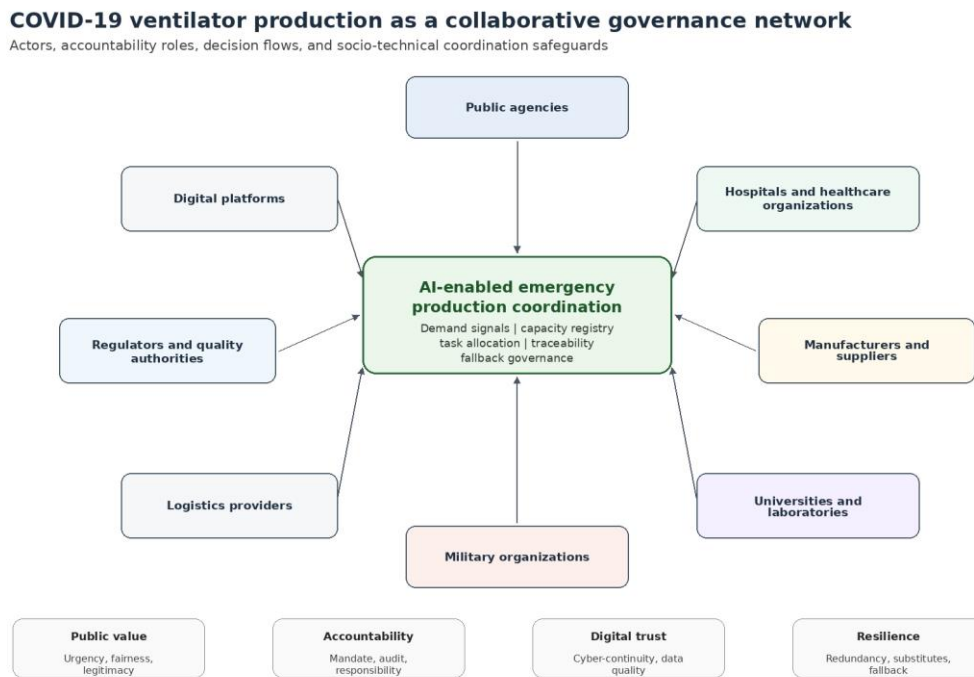 COVID-19 ventilator production as a collaborative governance network
Actors, accountability roles, decision flows, and socio-technical coordination safeguards
Public agencies
Digital platforms
Hospitals and healthcare
organizations
AI-enabled emergency
production coordination
Demand signals | capacity registry
task allocation | traceability
fallback governance
Regulators and quality
authorities
Manufacturers and
suppliers
Logistics providers
Universities and
laboratories
Military organizations
Public value
Urgency, fairness,
legitimacy
Accountability
Mandate, audit,
responsibility
Digital trust
Cyber-continuity, data
quality
Resilience
Redundancy, substitutes,
fallback